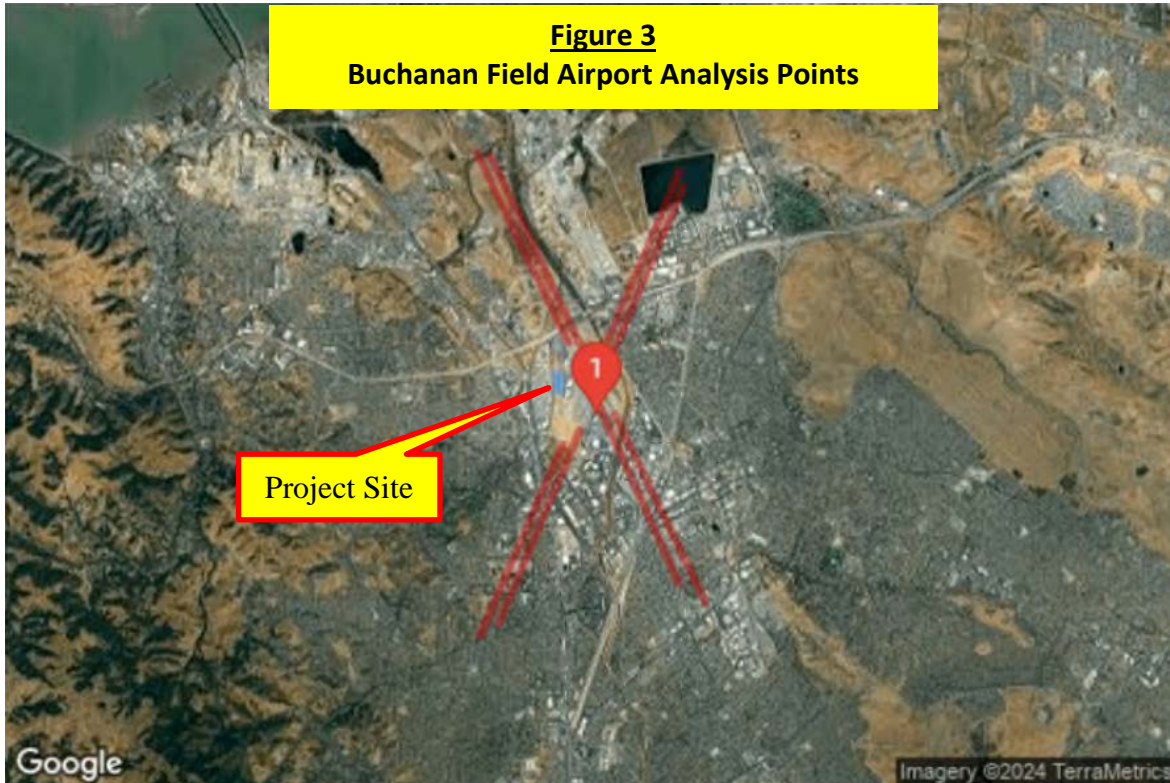 Figure 3
Buchanan Field Airport Analysis Points
1
Project Site
Google
Imagery ©2024 TerraMetrics